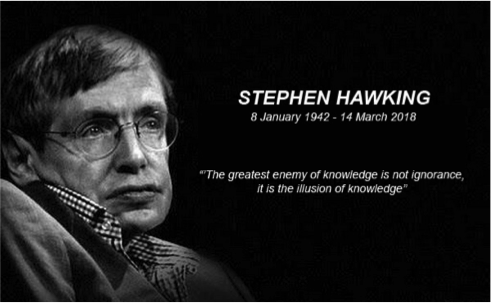 STEPHEN HAWKING
8 January 1942 - 14 March 2018
“'The greatest enemy of knowledge is not ignorance,
it is the illusion of knowledge”